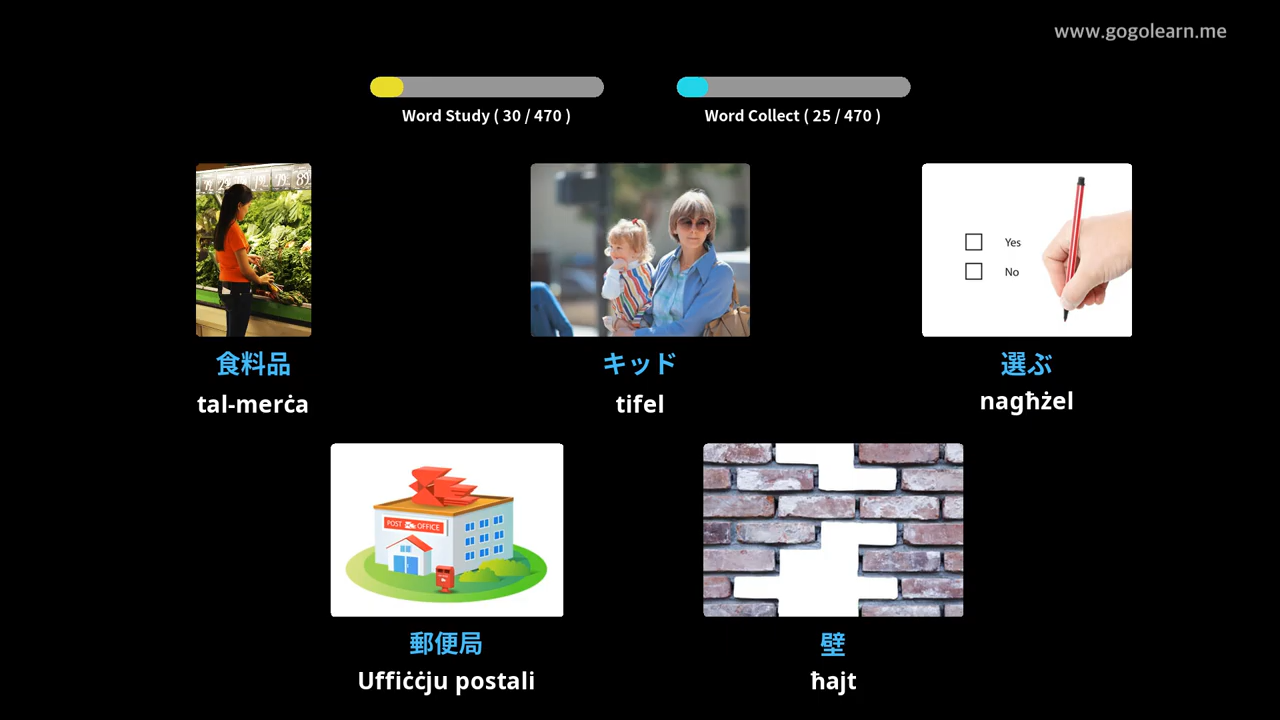 www.gogolearn.me
Word Study ( 30 / 470 )
Word Collect ( 25 / 470 )
食料品
tal-merċa
キッド
tifel
Yes
No
選ぶ
nagħżel
POST OFFICE
郵便局
Uffiċċju postali
壁
ħajt